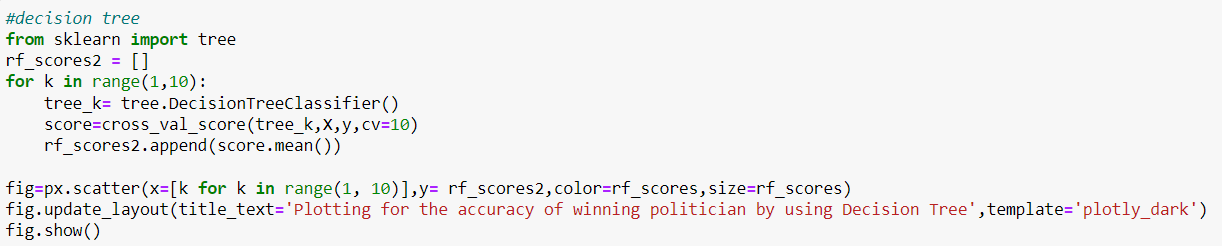 #decision tree
from sklearn import tree
rf_scores2 = []
for k in range(1,10):
    tree_k= tree.DecisionTreeClassifier()
    score=cross_val_score(tree_k,X,y,cv=10)
    rf_scores2.append(score.mean())

fig=px.scatter(x=[k for k in range(1, 10)],y= rf_scores2,color=rf_scores,size=rf_scores)
fig.update_layout(title_text='Plotting for the accuracy of winning politician by using Decision Tree',template='plotly_dark')
fig.show()